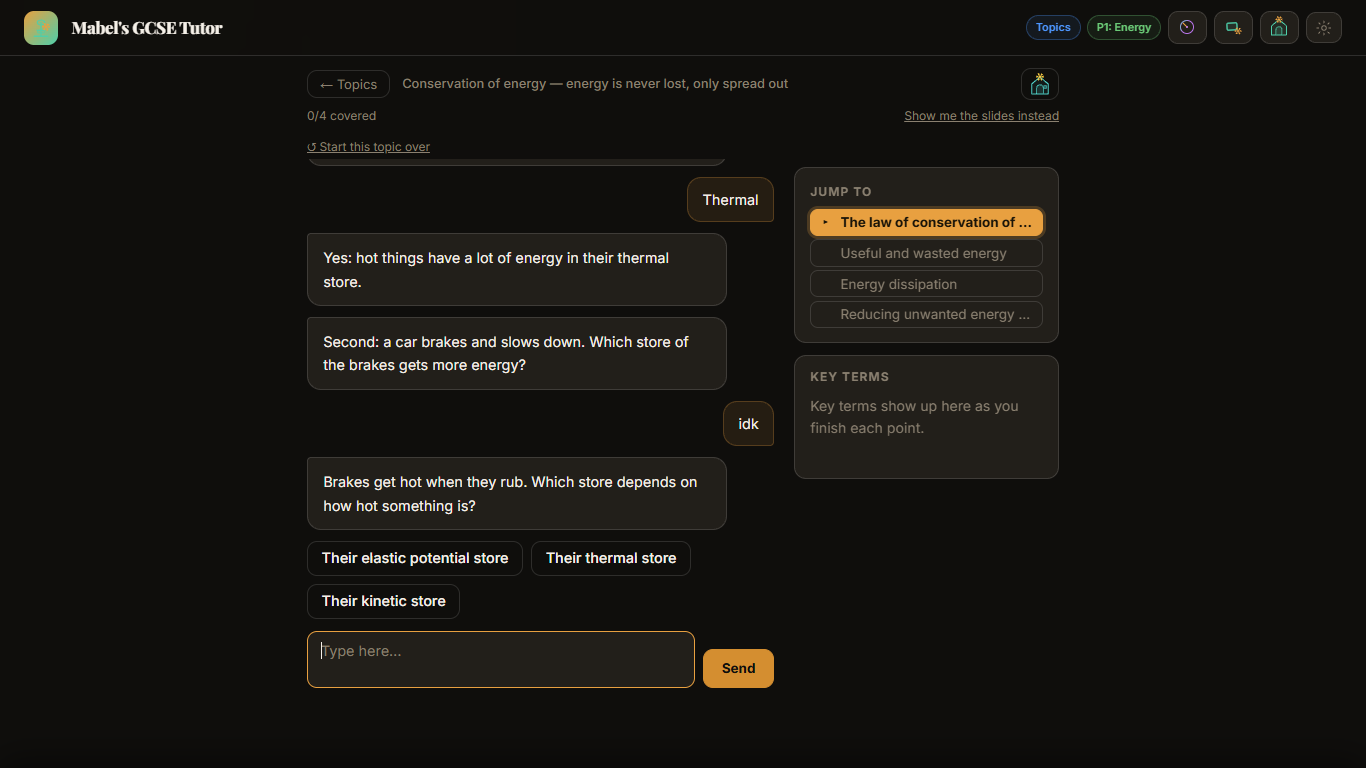 Mabel's GCSE Tutor
Topics
P1: Energy
← Topics
Conservation of energy — energy is never lost, only spread out
0/4 covered
Show me the slides instead
↺ Start this topic over
Thermal
Yes: hot things have a lot of energy in their thermal
store.
Second: a car brakes and slows down. Which store of
the brakes gets more energy?
idk
Brakes get hot when they rub. Which store depends on
how hot something is?
Their elastic potential store
Their thermal store
Their kinetic store
Type here...
Send
JUMP TO
▸ The law of conservation of ...
Useful and wasted energy
Energy dissipation
Reducing unwanted energy ...
KEY TERMS
Key terms show up here as you
finish each point.